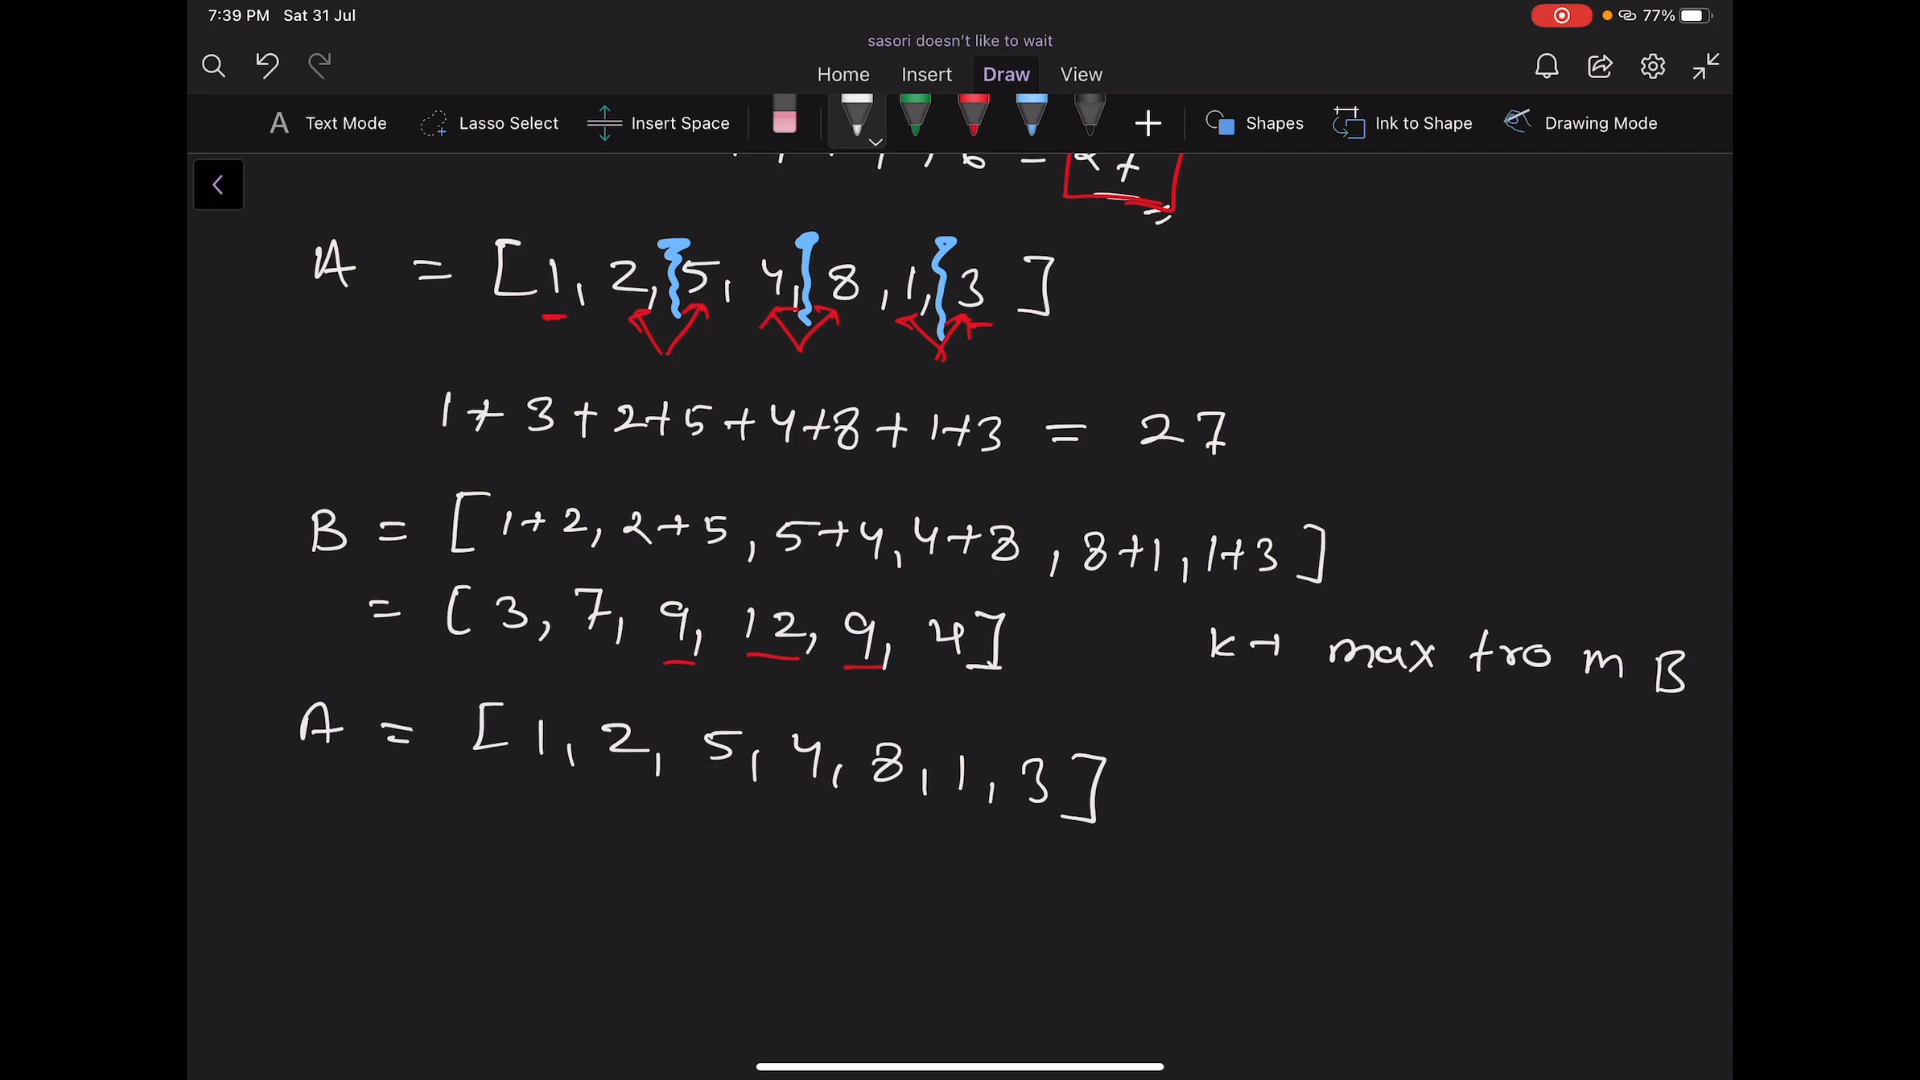 7:39 PM Sat 31 Jul
77%
sasori doesn't like to wait
Home Insert Draw View
A Text Mode Lasso Select Insert Space Shapes Ink to Shape Drawing Mode
A = [1, 2, 5, 4, 8, 1, 3]
1+ 3 + 2+5 + 4+8 + 1+3 = 27
B = [1+2, 2+5, 5+4, 4+8, 8+1, 1+3]
= [3, 7, 9, 12, 9, 4]
k-1 max from B
A = [1, 2, 5, 4, 8, 1, 3]